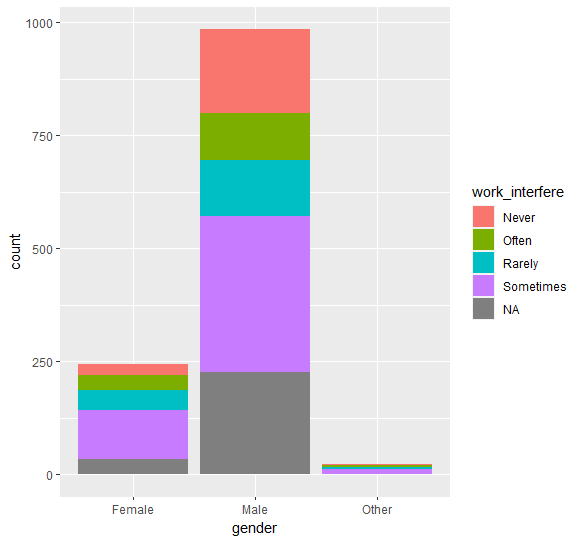 1000
750
500
250
0
count
Female Male Other
gender
work_interfere
Never
Often
Rarely
Sometimes
NA